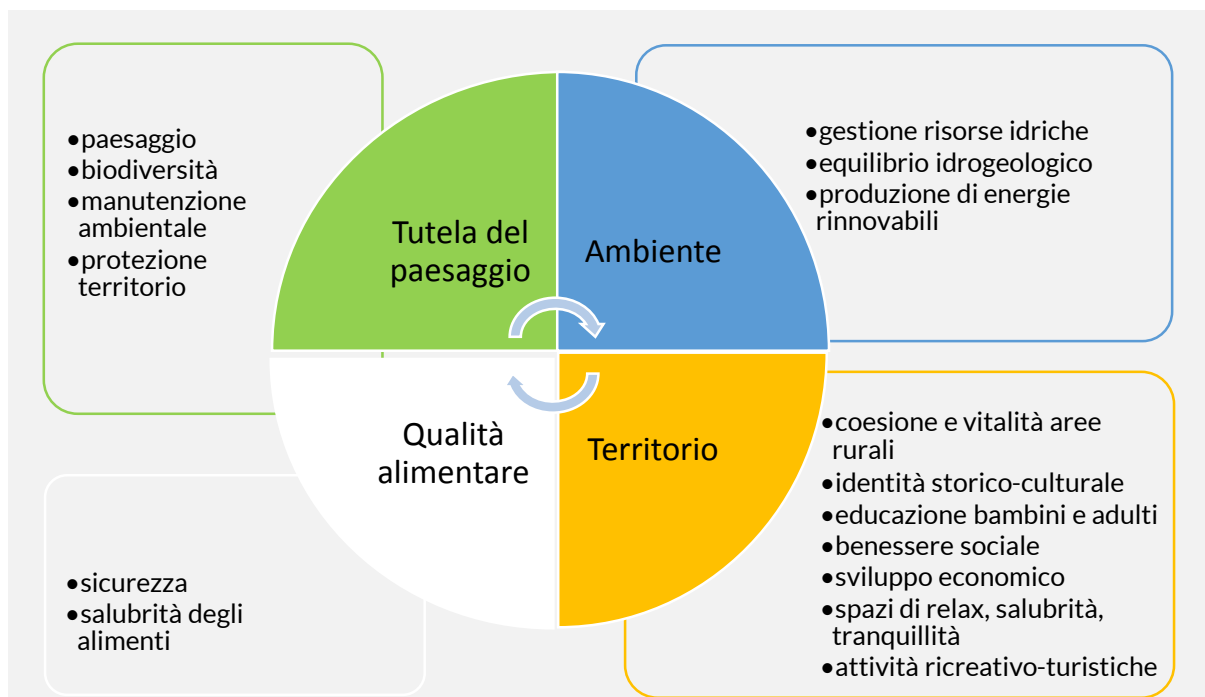 •paesaggio
•biodiversità
•manutenzione
ambientale
•protezione
territorio
Tutela del
paesaggio
Ambiente
•gestione risorse idriche
•equilibrio idrogeologico
•produzione di energie
rinnovabili
Qualità
alimentare
Territorio
•sicurezza
•salubrità degli
alimenti
•coesione e vitalità aree
rurali
•identità storico-culturale
•educazione bambini e adulti
•benessere sociale
•sviluppo economico
•spazi di relax, salubrità,
tranquillità
•attività ricreativo-turistiche